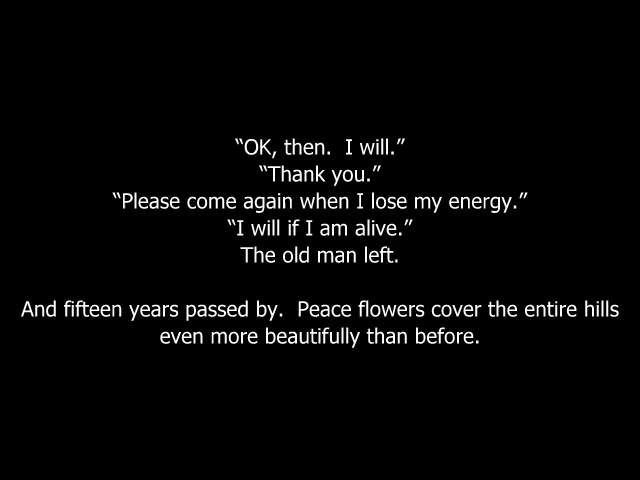 “OK, then.  I will.”
“Thank you.”
“Please come again when I lose my energy.”
“I will if I am alive.”
The old man left.
And fifteen years passed by.  Peace flowers cover the entire hills
even more beautifully than before.